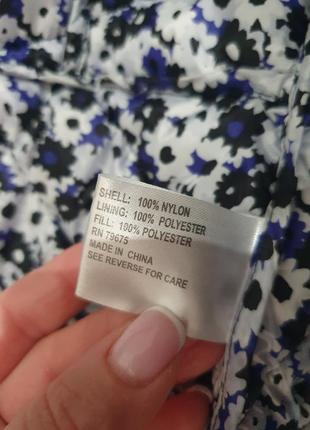 SHELL: 100% NYLON
LINING: 100% POLYESTER
FILL: 100% POLYESTER
RN 79675
MADE IN CHINA
SEE REVERSE FOR CARE